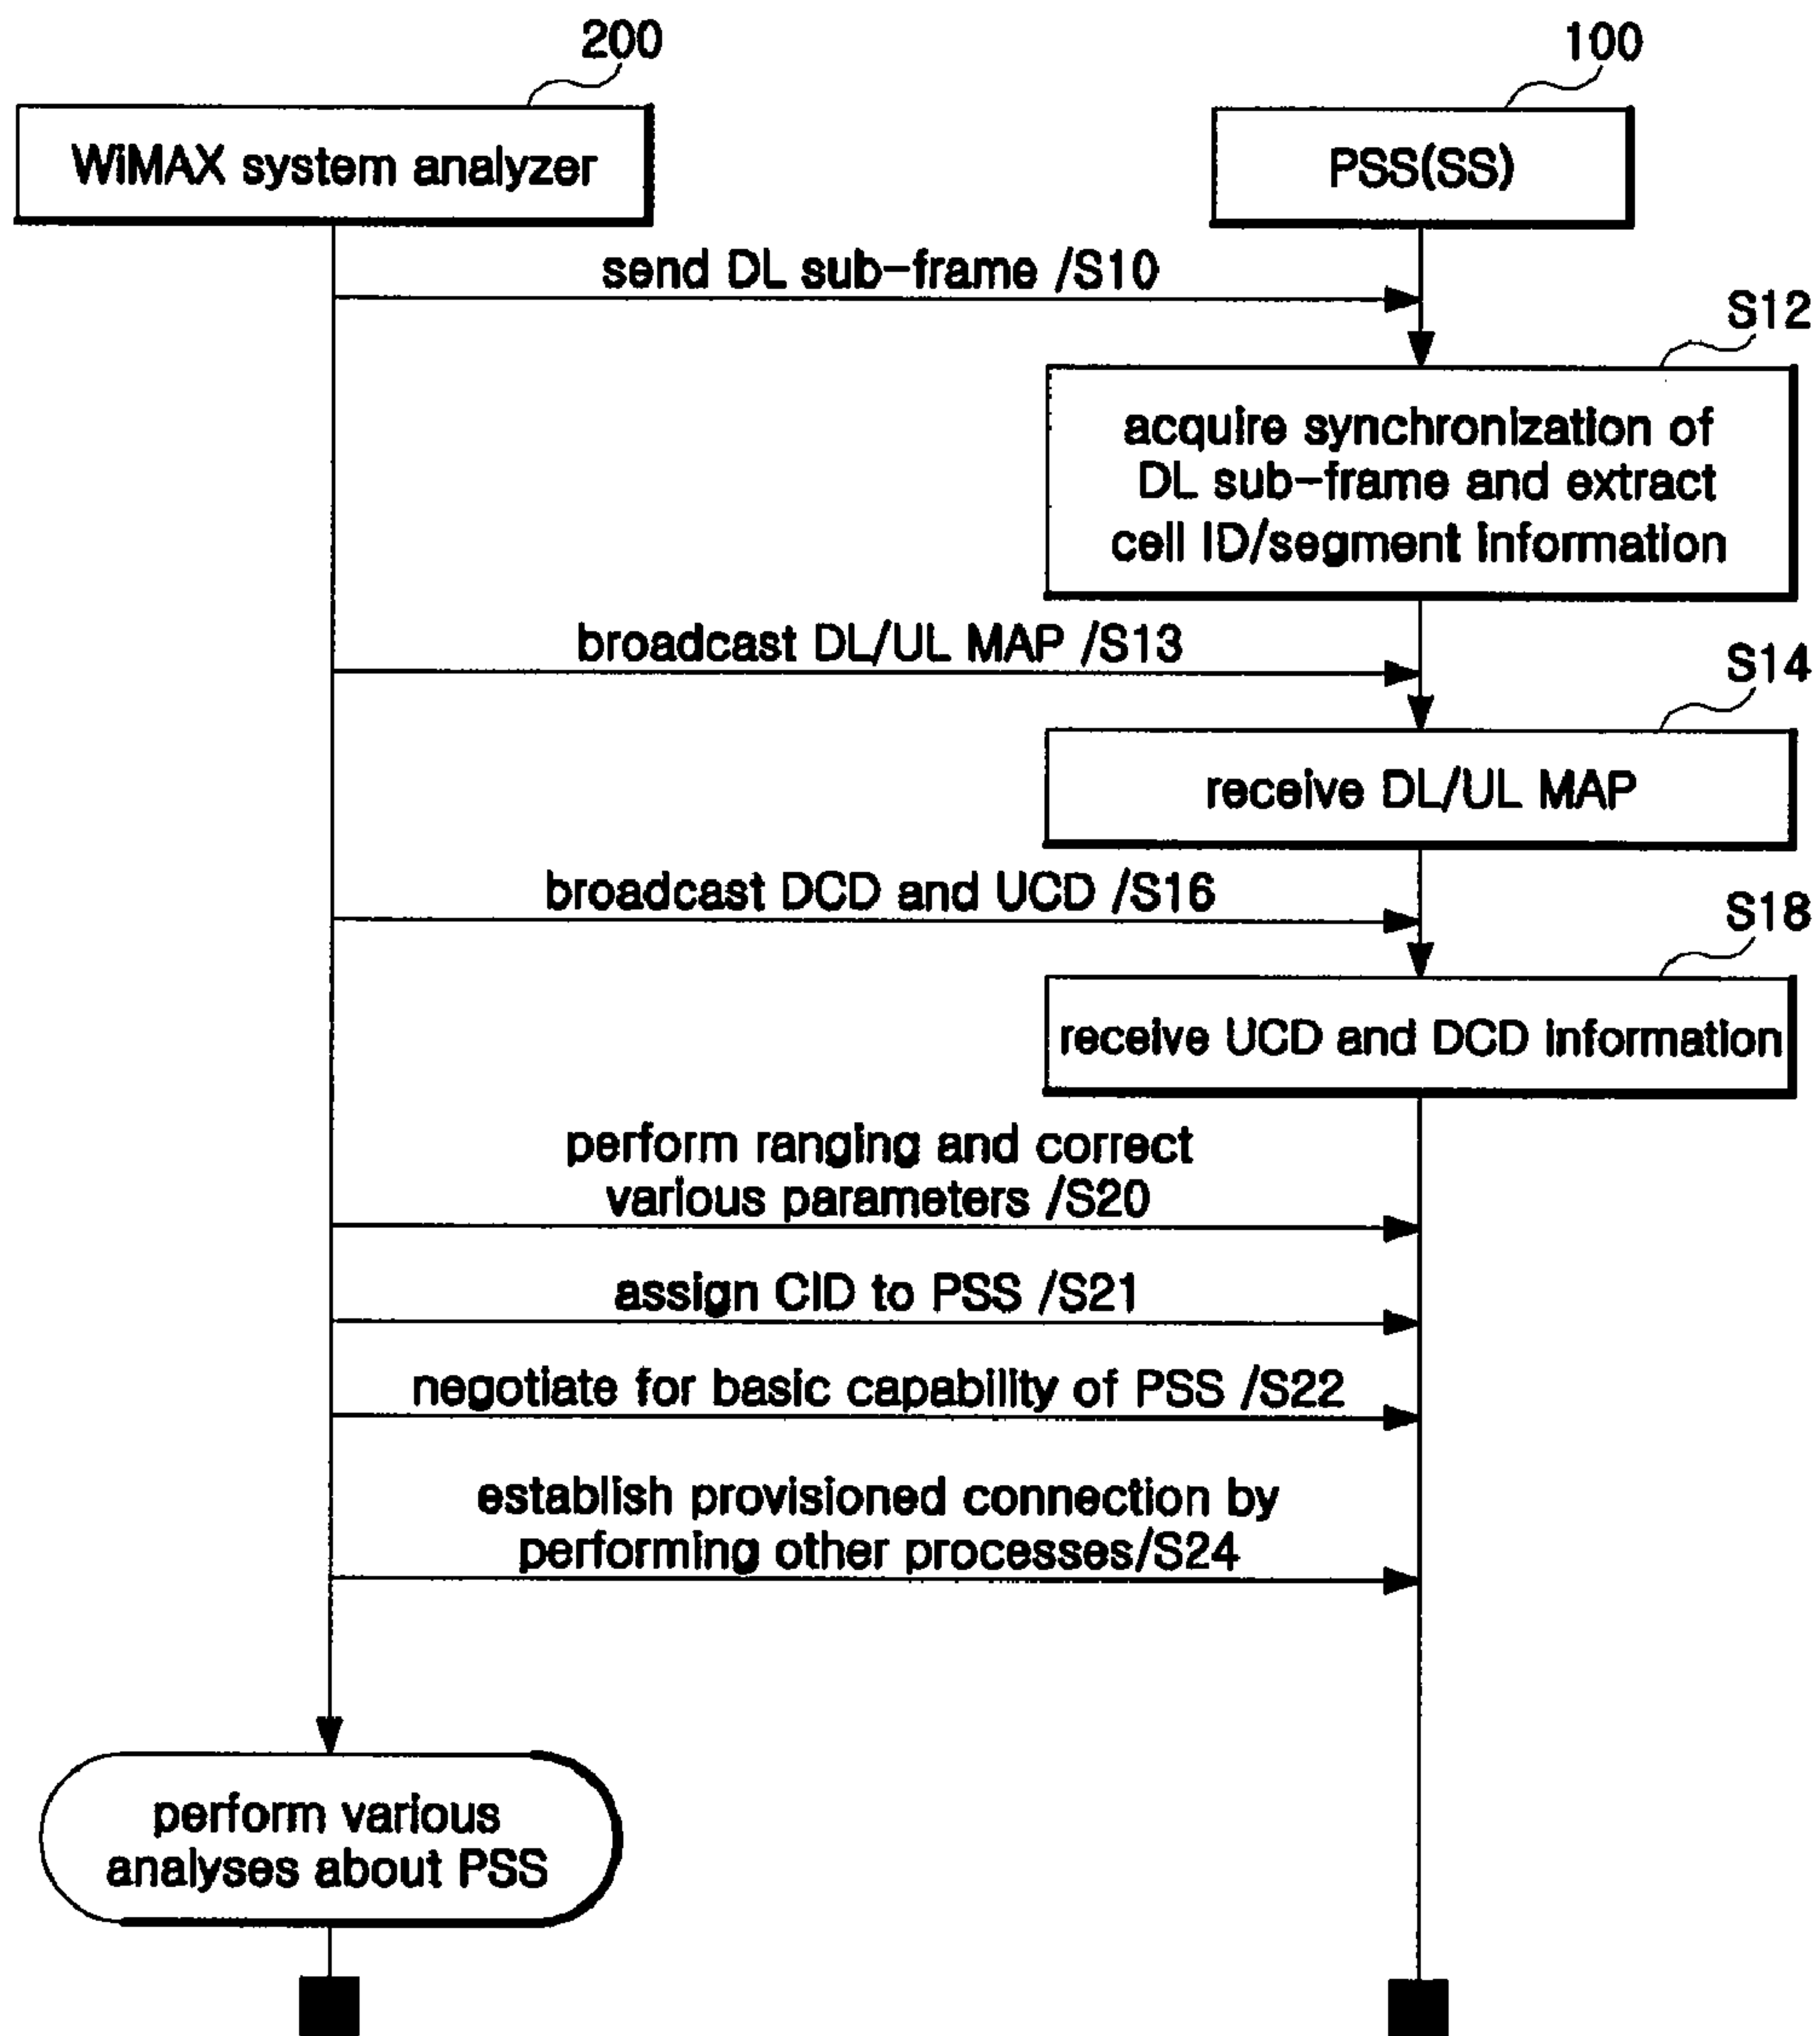 200
100
WiMAX system analyzer
PSS(SS)
send DL sub-frame /S10
S12
acquire synchronization of
DL sub-frame and extract
cell ID/segment information
broadcast DL/UL MAP /S13
S14
receive DL/UL MAP
broadcast DCD and UCD /S16
S18
receive UCD and DCD information
perform ranging and correct
various parameters /S20
assign CID to PSS /S21
negotiate for basic capability of PSS /S22
establish provisioned connection by
performing other processes/S24
perform various
analyses about PSS